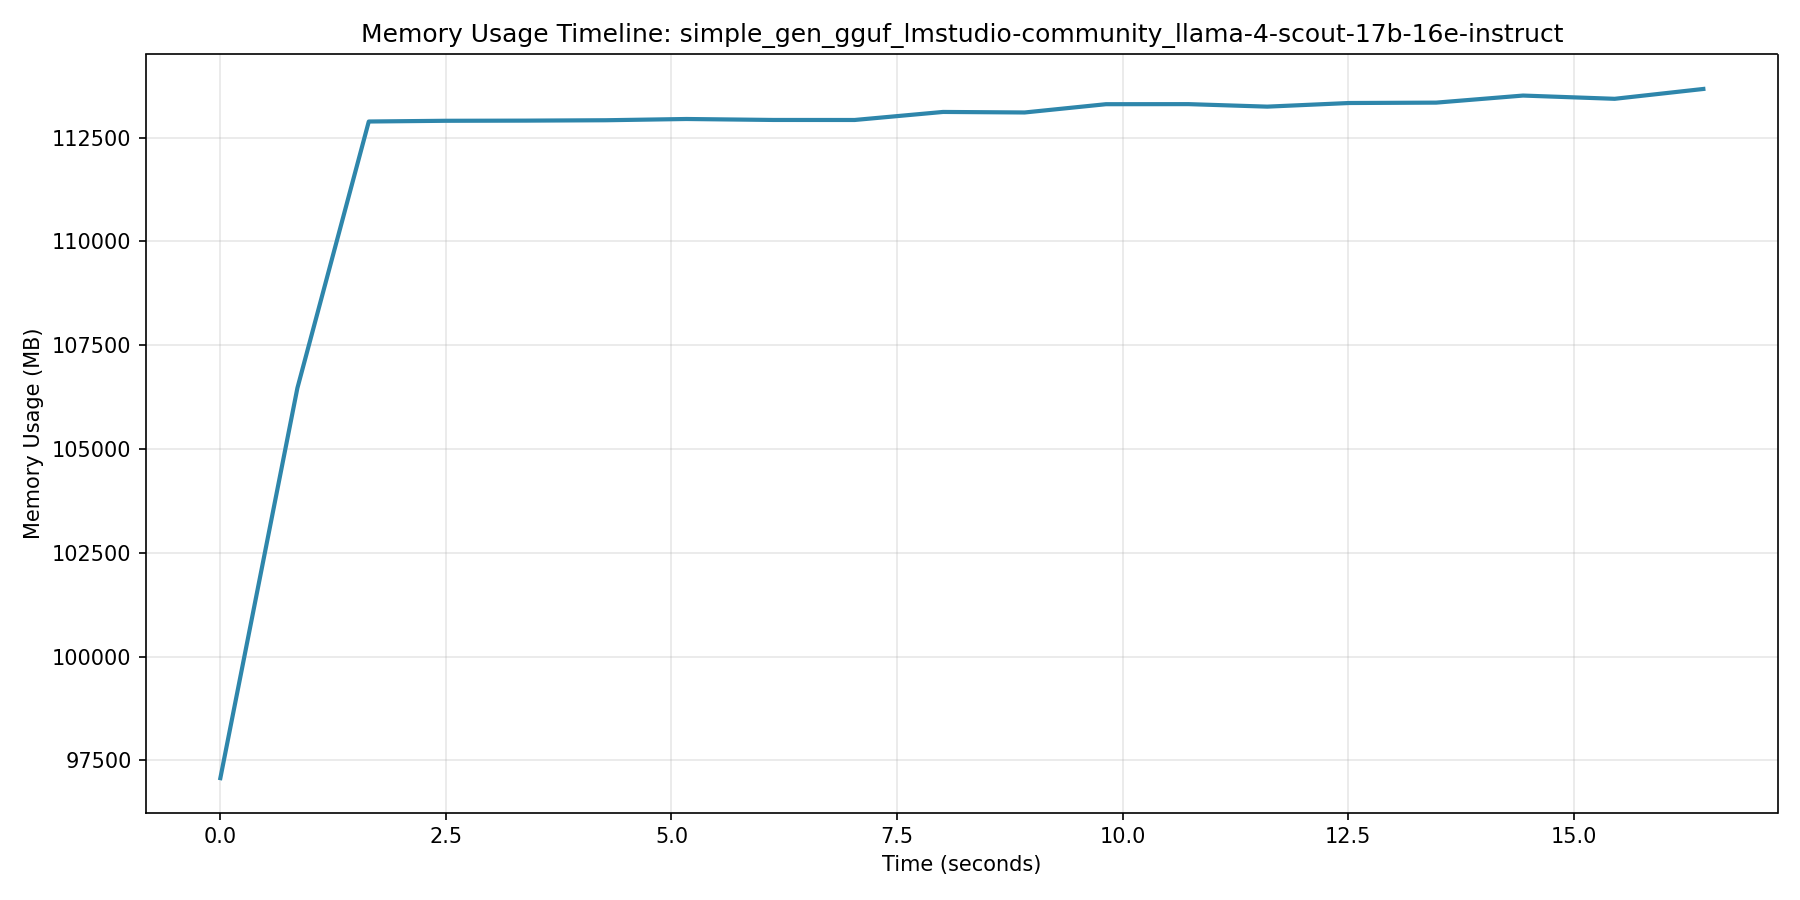 Memory Usage Timeline: simple_gen_gguf_lmstudio-community_llama-4-scout-17b-16e-instruct
Memory Usage (MB)
112500
110000
107500
105000
102500
100000
97500
0.0 2.5 5.0 7.5 10.0 12.5 15.0
Time (seconds)